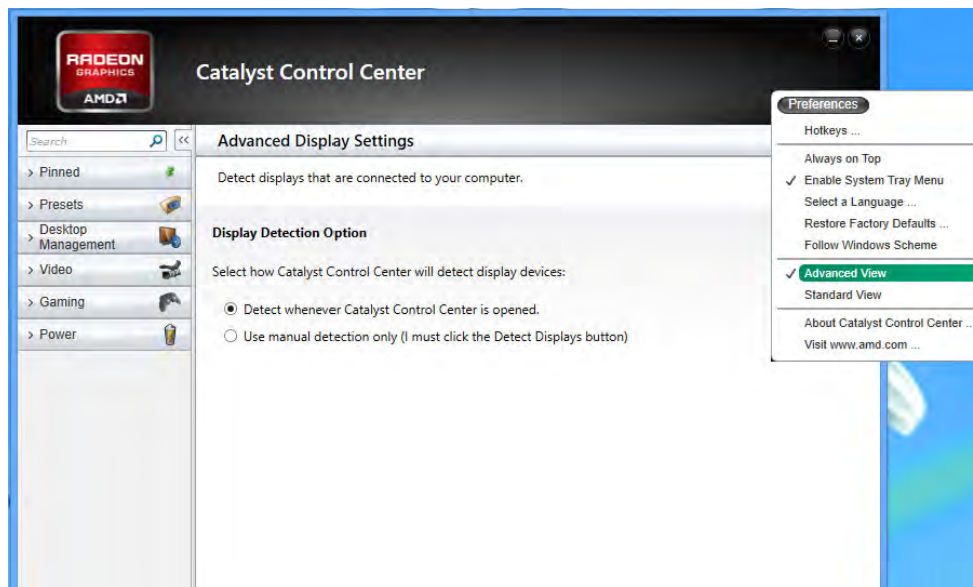 RADEON
GRAPHICS
AMD
Catalyst Control Center
Preferences
Hotkeys ...
Always on Top
Enable System Tray Menu
Select a Language ...
Restore Factory Defaults ...
Follow Windows Scheme
Advanced View
Standard View
About Catalyst Control Center ...
Visit www.amd.com ...
Search
<<
Pinned
Presets
Desktop
Management
Video
Gaming
Power
Advanced Display Settings
Detect displays that are connected to your computer.
Display Detection Option
Select how Catalyst Control Center will detect display devices:
Detect whenever Catalyst Control Center is opened.
Use manual detection only (I must click the Detect Displays button)